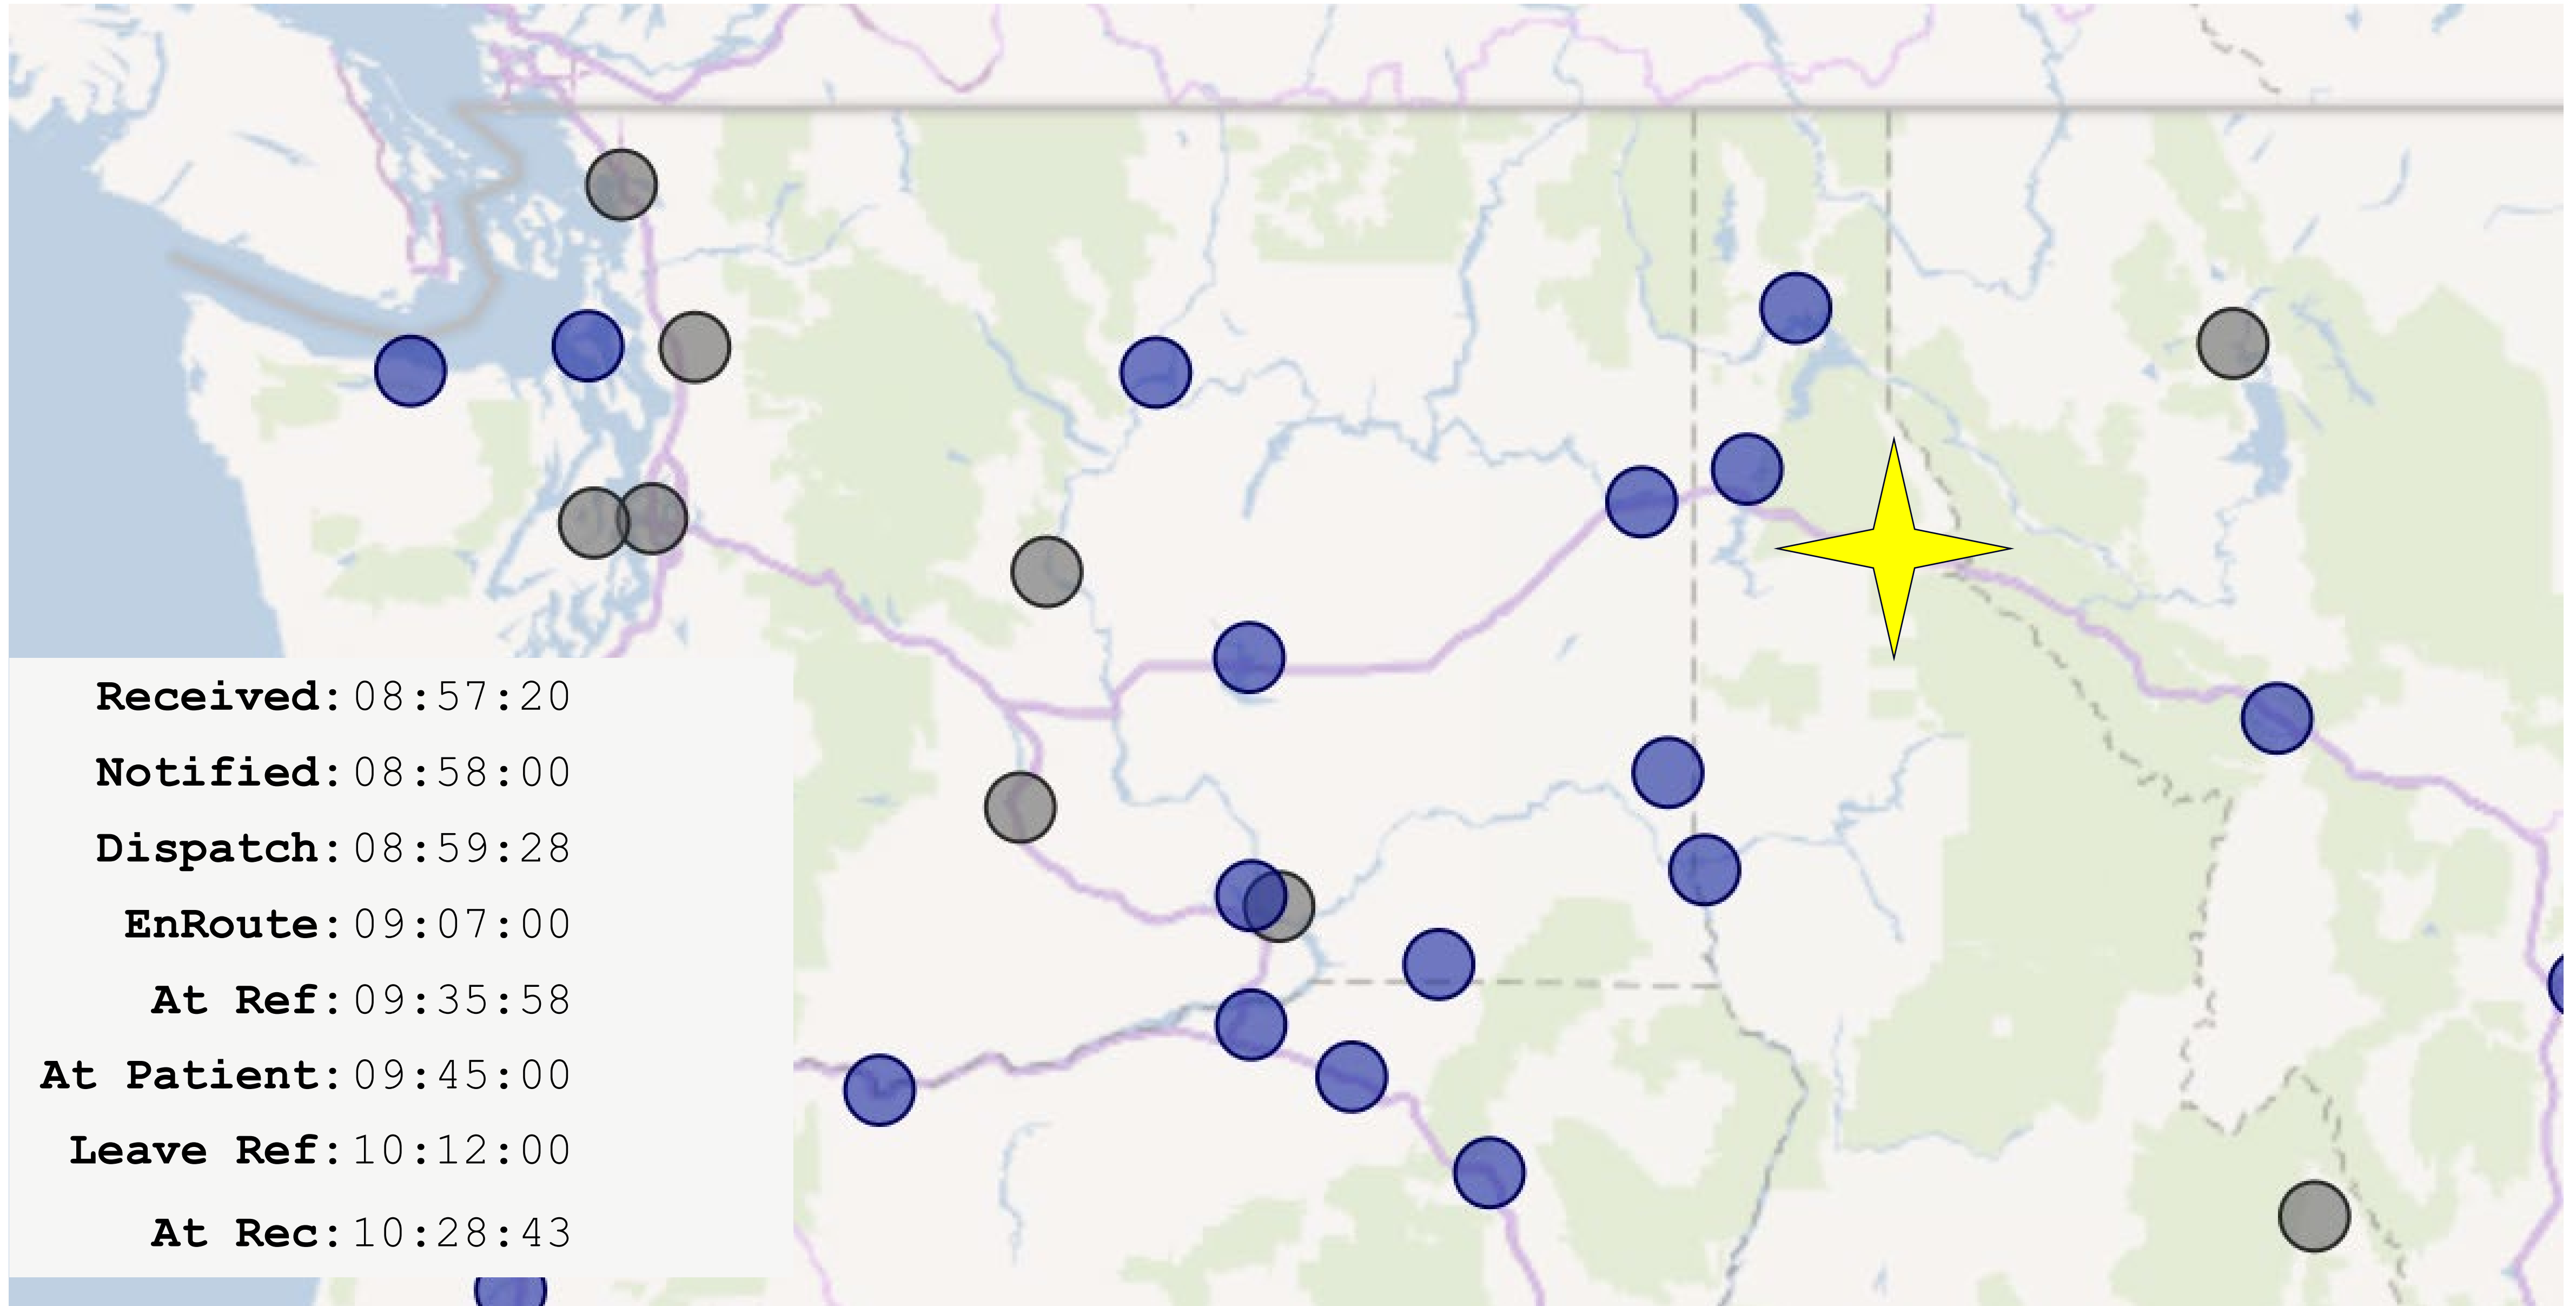 Received: 08:57:20
Notified: 08:58:00
Dispatch: 08:59:28
EnRoute: 09:07:00
At Ref: 09:35:58
At Patient: 09:45:00
Leave Ref: 10:12:00
At Rec: 10:28:43